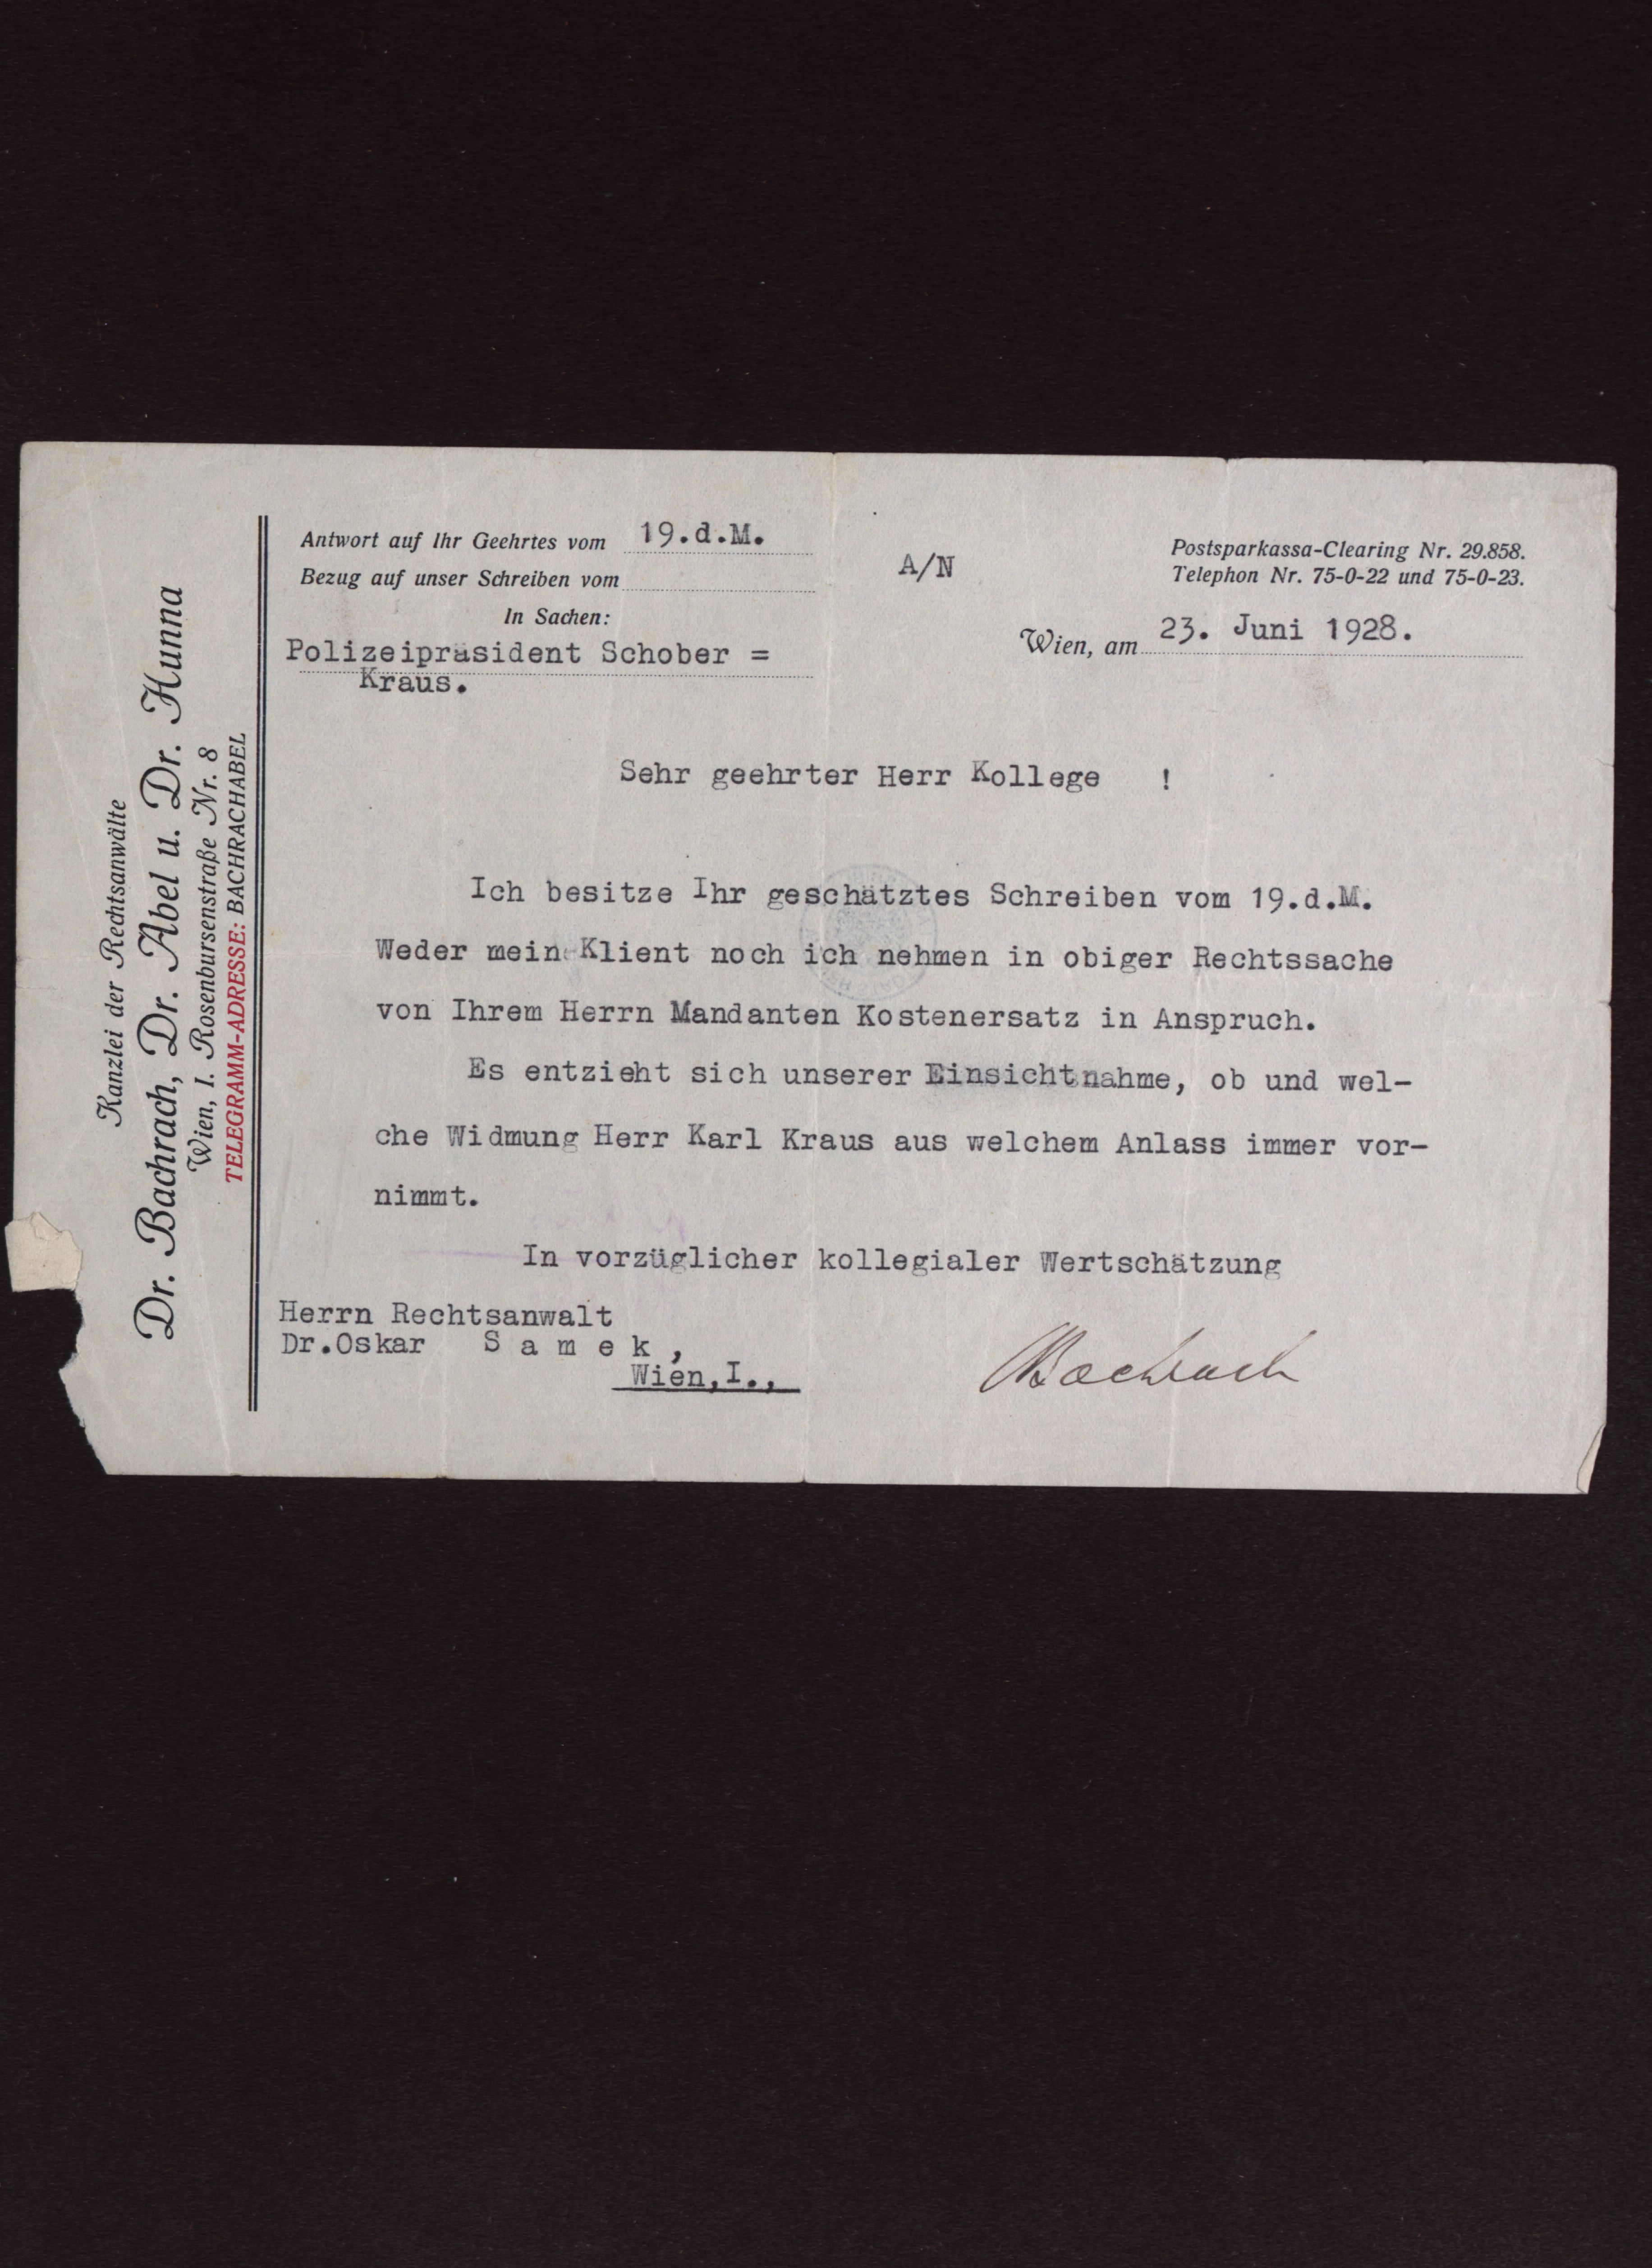 Kanzlei der Rechtsanwälte
Dr. Bachrach, Dr. Abel u. Dr. Hunna
Wien, I. Rosenbursenstraße Nr. 8
TELEGRAMM-ADRESSE: BACHRACHABEL
Antwort auf Ihr Geehrtes vom 19.d.M.
Bezug auf unser Schreiben vom
In Sachen:
Polizeipräsident Schober =
Kraus.
A/N
Postsparkassa-Clearing Nr. 29.858.
Telephon Nr. 75-0-22 und 75-0-23.
Wien, am 23. Juni 1928.
Sehr geehrter Herr Kollege !
Ich besitze Ihr geschätztes Schreiben vom 19.d.M.
Weder mein Klient noch ich nehmen in obiger Rechtssache
von Ihrem Herrn Mandanten Kostenersatz in Anspruch.
Es entzieht sich unserer Einsichtnahme, ob und wel-
che Widmung Herr Karl Kraus aus welchem Anlass immer vor-
nimmt.
In vorzüglicher kollegialer Wertschätzung
Herrn Rechtsanwalt
Dr.Oskar S a m e k ,
Wien,I.,
Bachrach